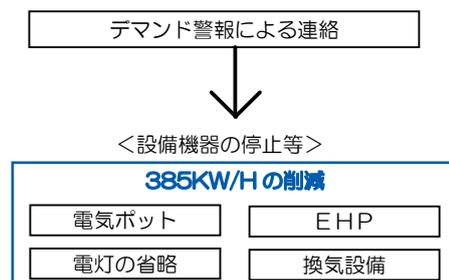 デマンド警報による連絡
＜設備機器の停止等＞
385KW/Hの削減
電気ポット
ＥＨＰ
電灯の省略
換気設備